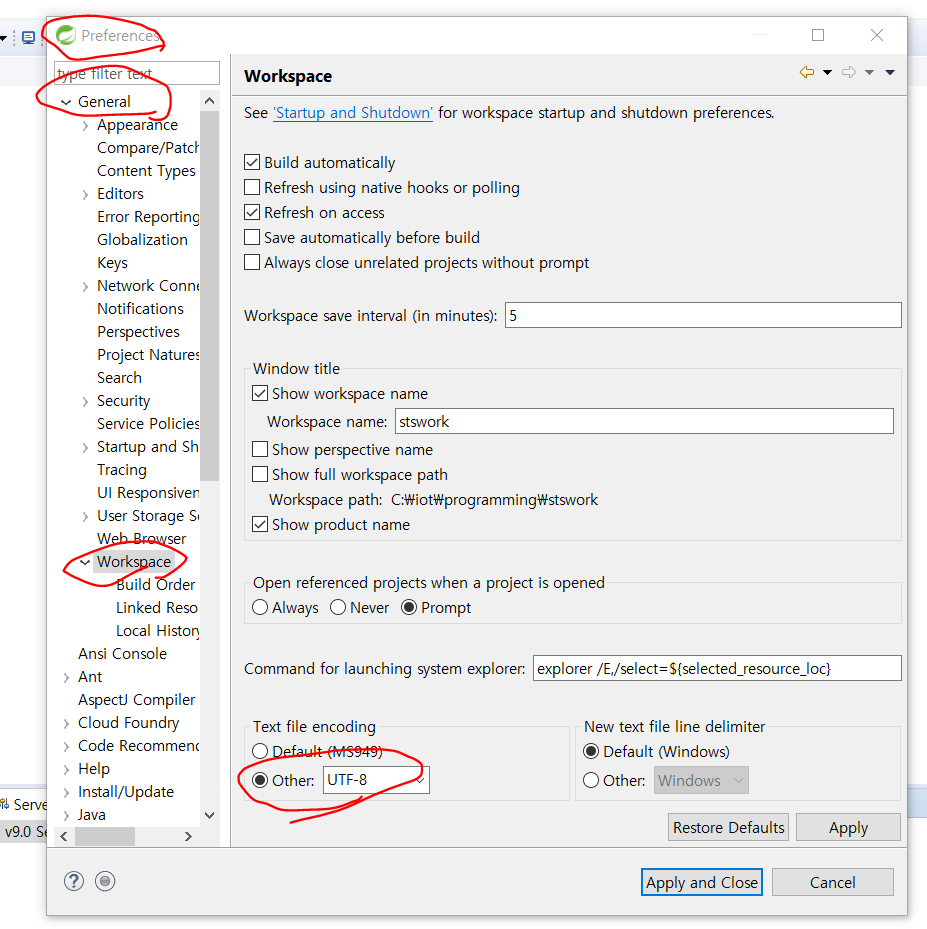 Preferences
type filter text
General
Appearance
Compare/Patch
Content Types
Editors
Error Reporting
Globalization
Keys
Network Conne
Notifications
Perspectives
Project Natures
Search
Security
Service Policies
Startup and Sh
Tracing
UI Responsiven
User Storage Se
Web Browser
Workspace
Build Order
Linked Reso
Local History
Ansi Console
Ant
AspectJ Compiler
Cloud Foundry
Code Recommend
Help
Install/Update
Java
Workspace
See 'Startup and Shutdown' for workspace startup and shutdown preferences.
Build automatically
Refresh using native hooks or polling
Refresh on access
Save automatically before build
Always close unrelated projects without prompt
Workspace save interval (in minutes): 5
Window title
Show workspace name
Workspace name: stswork
Show perspective name
Show full workspace path
Workspace path: C:₩iot₩programming₩stswork
Show product name
Open referenced projects when a project is opened
Always Never Prompt
Command for launching system explorer: explorer /E,/select=${selected_resource_loc}
Text file encoding
Default (MS949)
Other: UTF-8
New text file line delimiter
Default (Windows)
Other: Windows
Restore Defaults Apply
Apply and Close Cancel
Serve
v9.0 Se